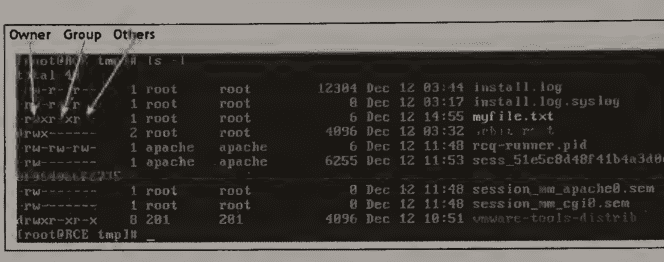 Owner Group Others
[root@RCE tmp]# ls -l
total
1 root root 12304 Dec 12 03:44 install.log
1 root root 0 Dec 12 03:17 install.log.syslog
-rwxr-xr 1 root root 6 Dec 12 14:55 myfile.txt
drwx------ 2 root root 4096 Dec 12 03:32
-rw-rw-rw- 1 apache apache 6 Dec 12 11:48 rcq-runner.pid
-rw------- 1 apache apache 6255 Dec 12 11:53
-rw------- 1 root root 0 Dec 12 11:48 session_mm_apache0.sem
-rw------- 1 root root 0 Dec 12 11:48 session_mm_cgi0.sem
drwxr-xr-x 8 201 201 4096 Dec 12 10:51 vmware-tools-distrib
[root@RCE tmp]# _